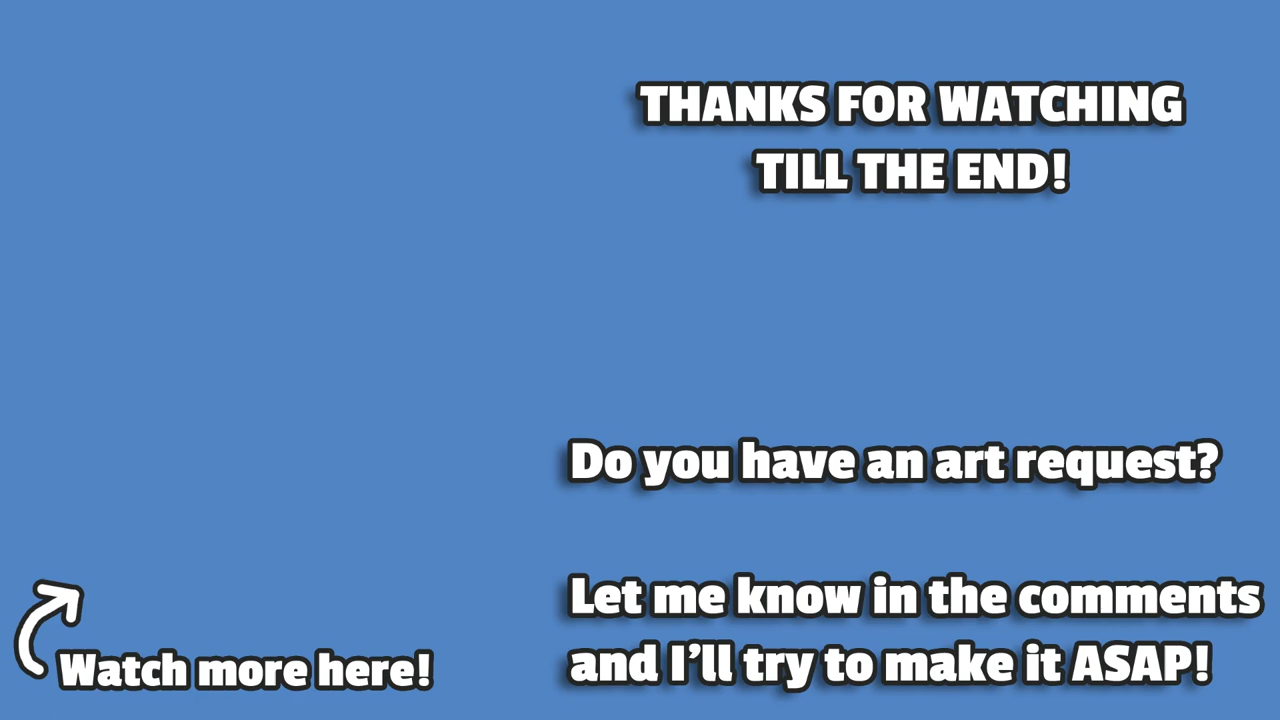 THANKS FOR WATCHING
TILL THE END!
Do you have an art request?
Let me know in the comments
and I'll try to make it ASAP!
Watch more here!